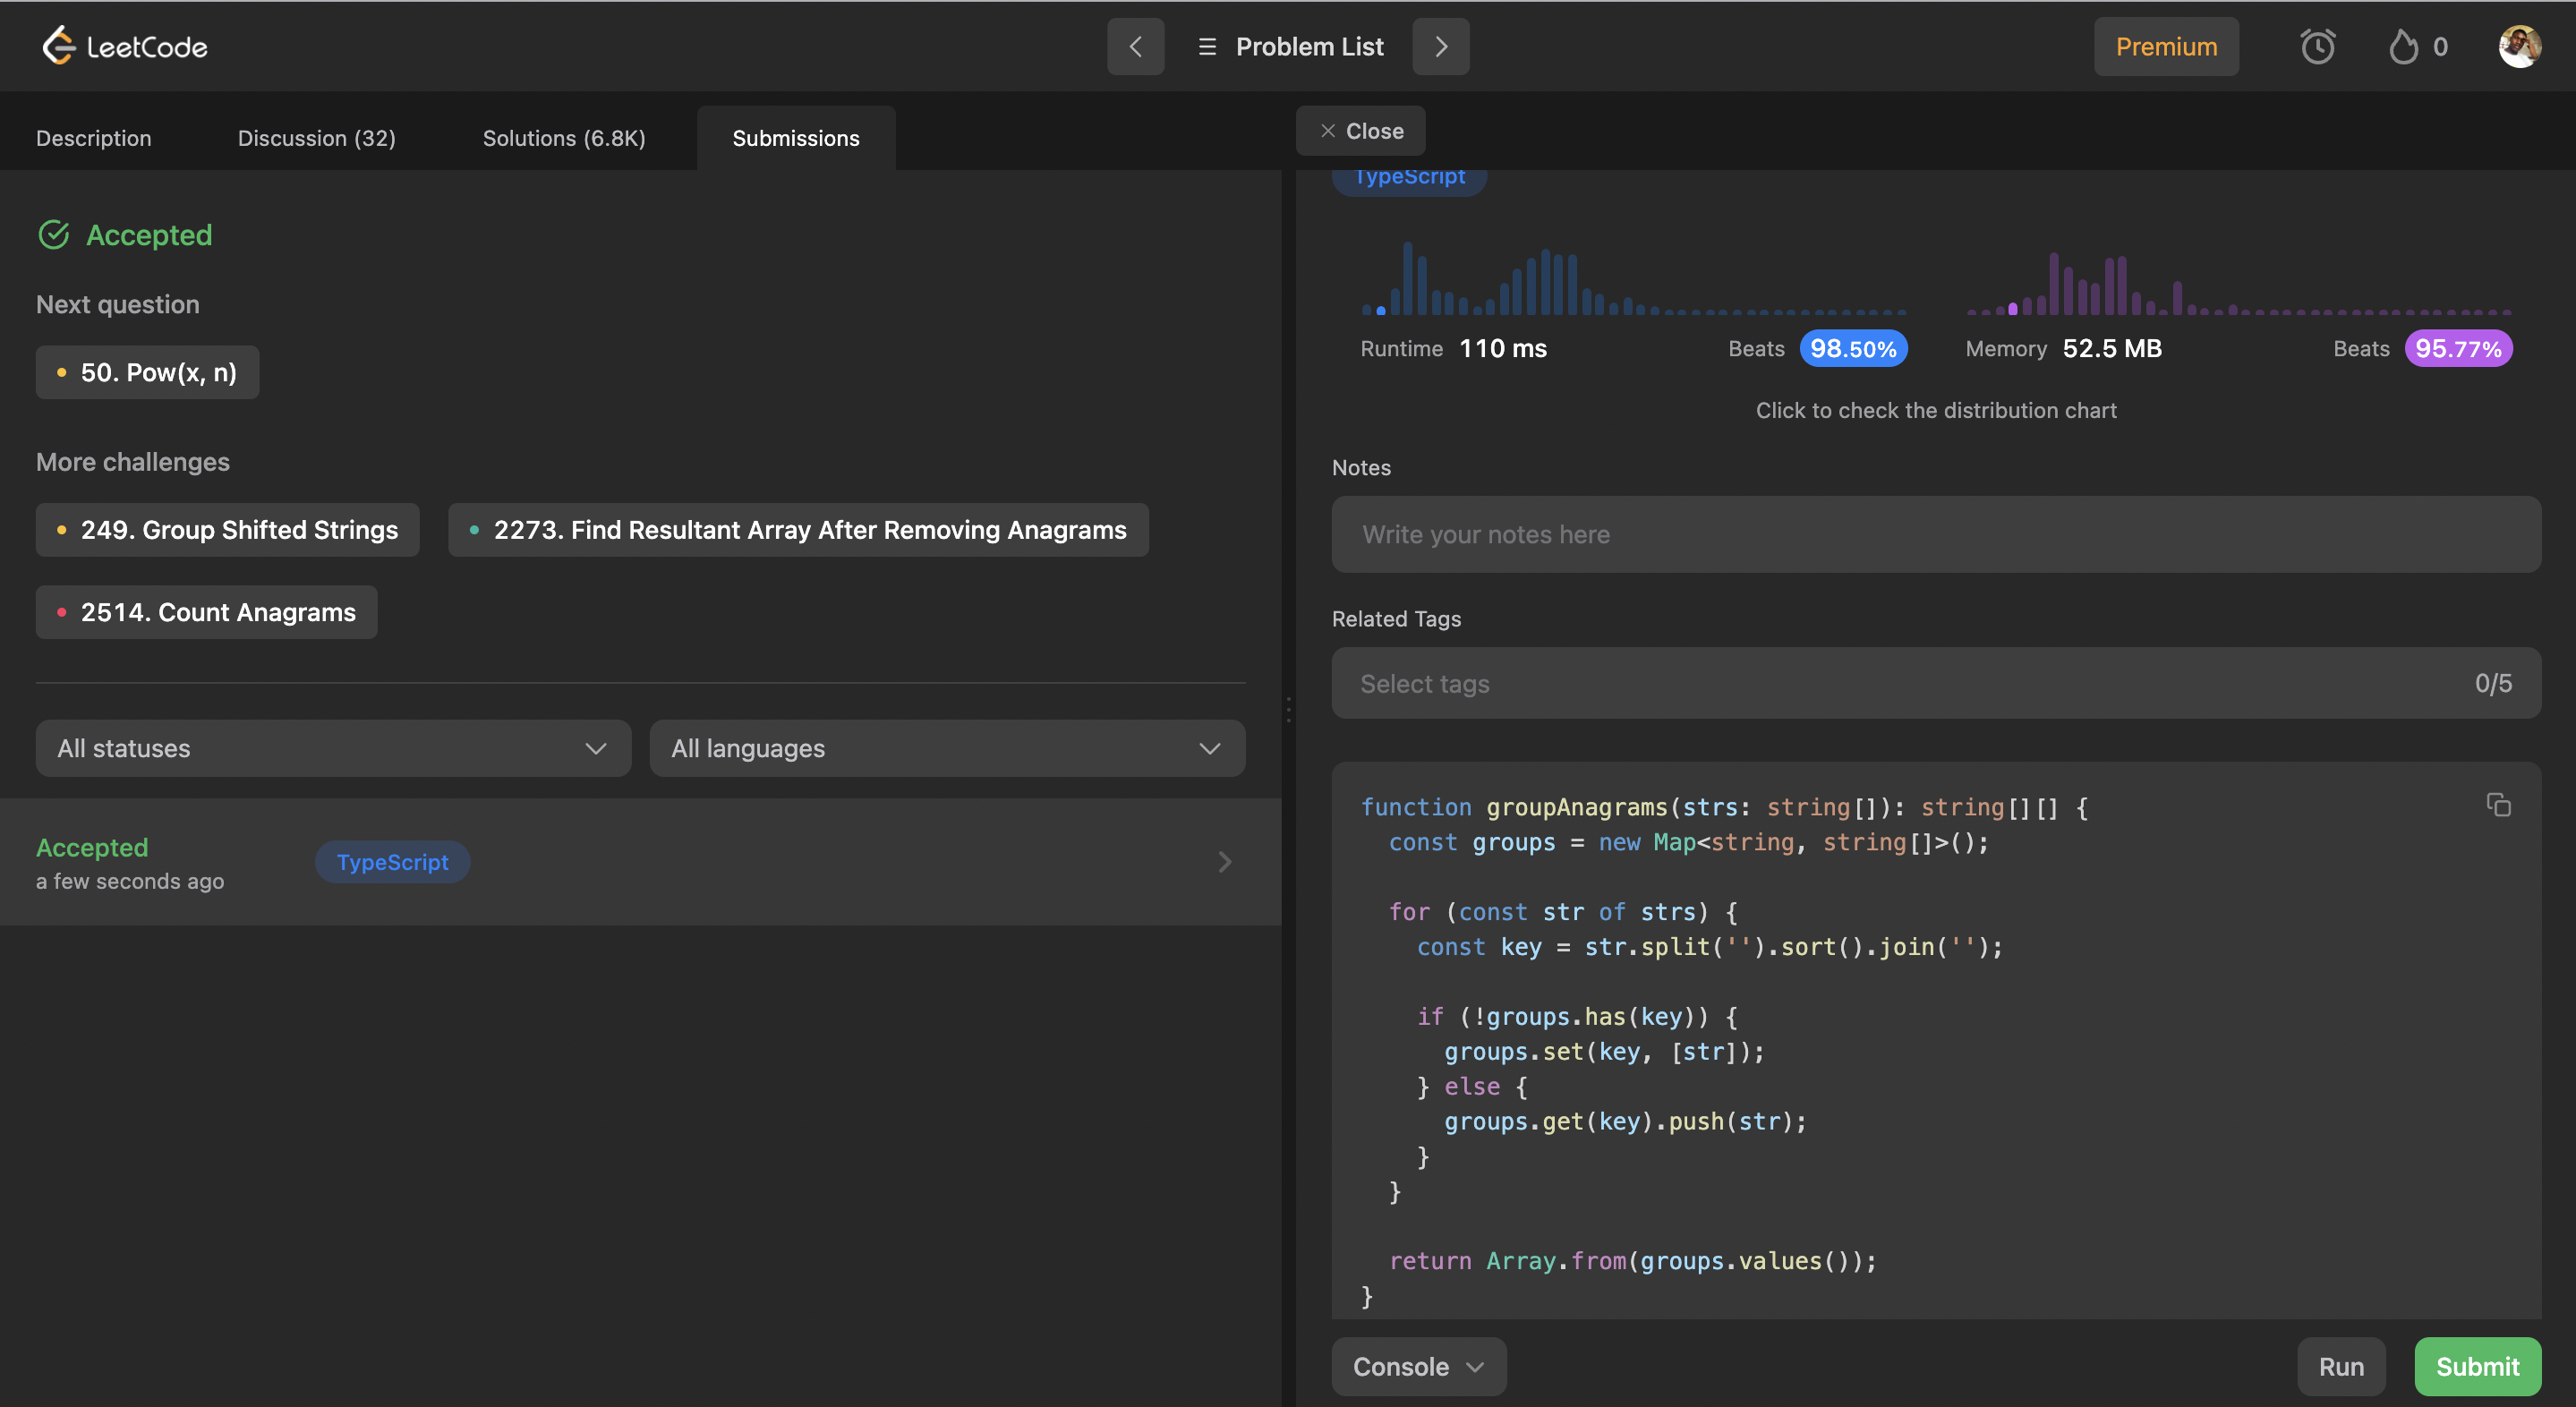 LeetCode
Problem List
Premium
0
Description
Discussion (32)
Solutions (6.8K)
Submissions
Accepted
Next question
50. Pow(x, n)
More challenges
249. Group Shifted Strings
2273. Find Resultant Array After Removing Anagrams
2514. Count Anagrams
All statuses
All languages
Accepted
a few seconds ago
TypeScript
Close
TypeScript
Runtime 110 ms
Beats 98.50%
Memory 52.5 MB
Beats 95.77%
Click to check the distribution chart
Notes
Write your notes here
Related Tags
Select tags
0/5
function groupAnagrams(strs: string[]): string[][] {
  const groups = new Map<string, string[]>();
  for (const str of strs) {
    const key = str.split('').sort().join('');
    if (!groups.has(key)) {
      groups.set(key, [str]);
    } else {
      groups.get(key).push(str);
    }
  }
  return Array.from(groups.values());
}
Console
Run
Submit